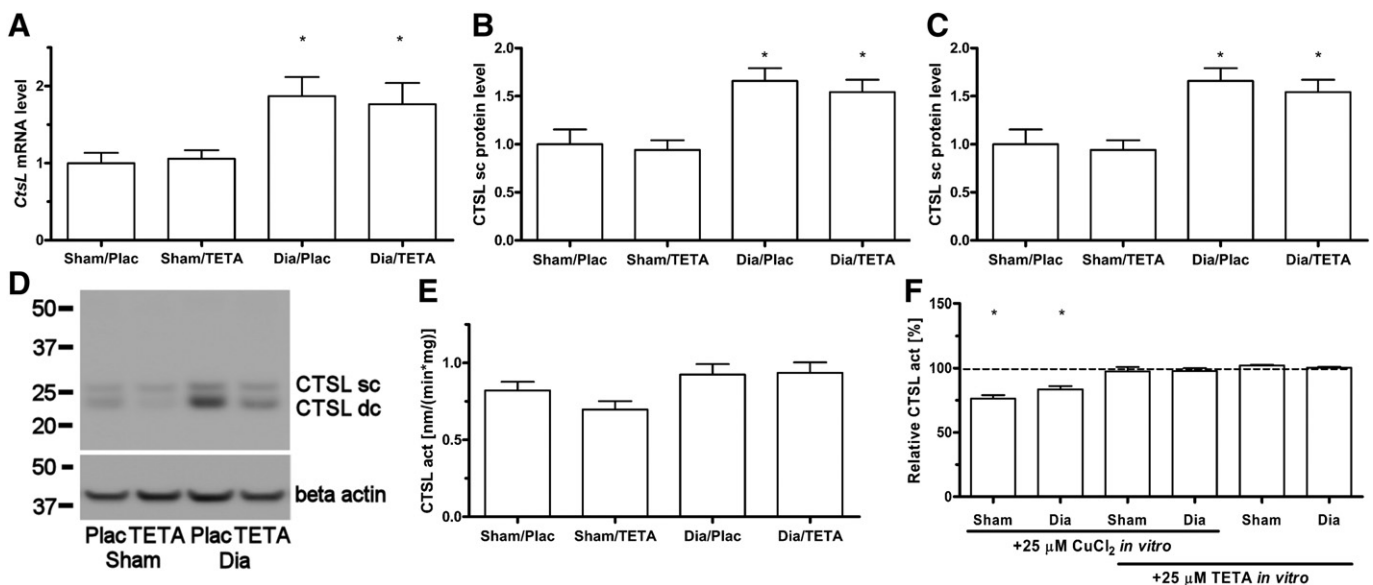 A
CtsL mRNA level
2
1
0
* *
Sham/Plac Sham/TETA Dia/Plac Dia/TETA
B
CTSL sc protein level
2.0
1.5
1.0
0.5
0.0
* *
Sham/Plac Sham/TETA Dia/Plac Dia/TETA
C
CTSL sc protein level
2.0
1.5
1.0
0.5
0.0
* *
Sham/Plac Sham/TETA Dia/Plac Dia/TETA
D
50
37
25
20
CTSL sc
CTSL dc
50
37
beta actin
Plac TETA Plac TETA
Sham Dia
E
CTSL act [nm/(min*mg)]
1.0
0.5
0.0
Sham/Plac Sham/TETA Dia/Plac Dia/TETA
F
Relative CTSL act [%]
150
100
50
0
* *
Sham Dia Sham Dia Sham Dia
+25 μM CuCl₂ in vitro
+25 μM TETA in vitro